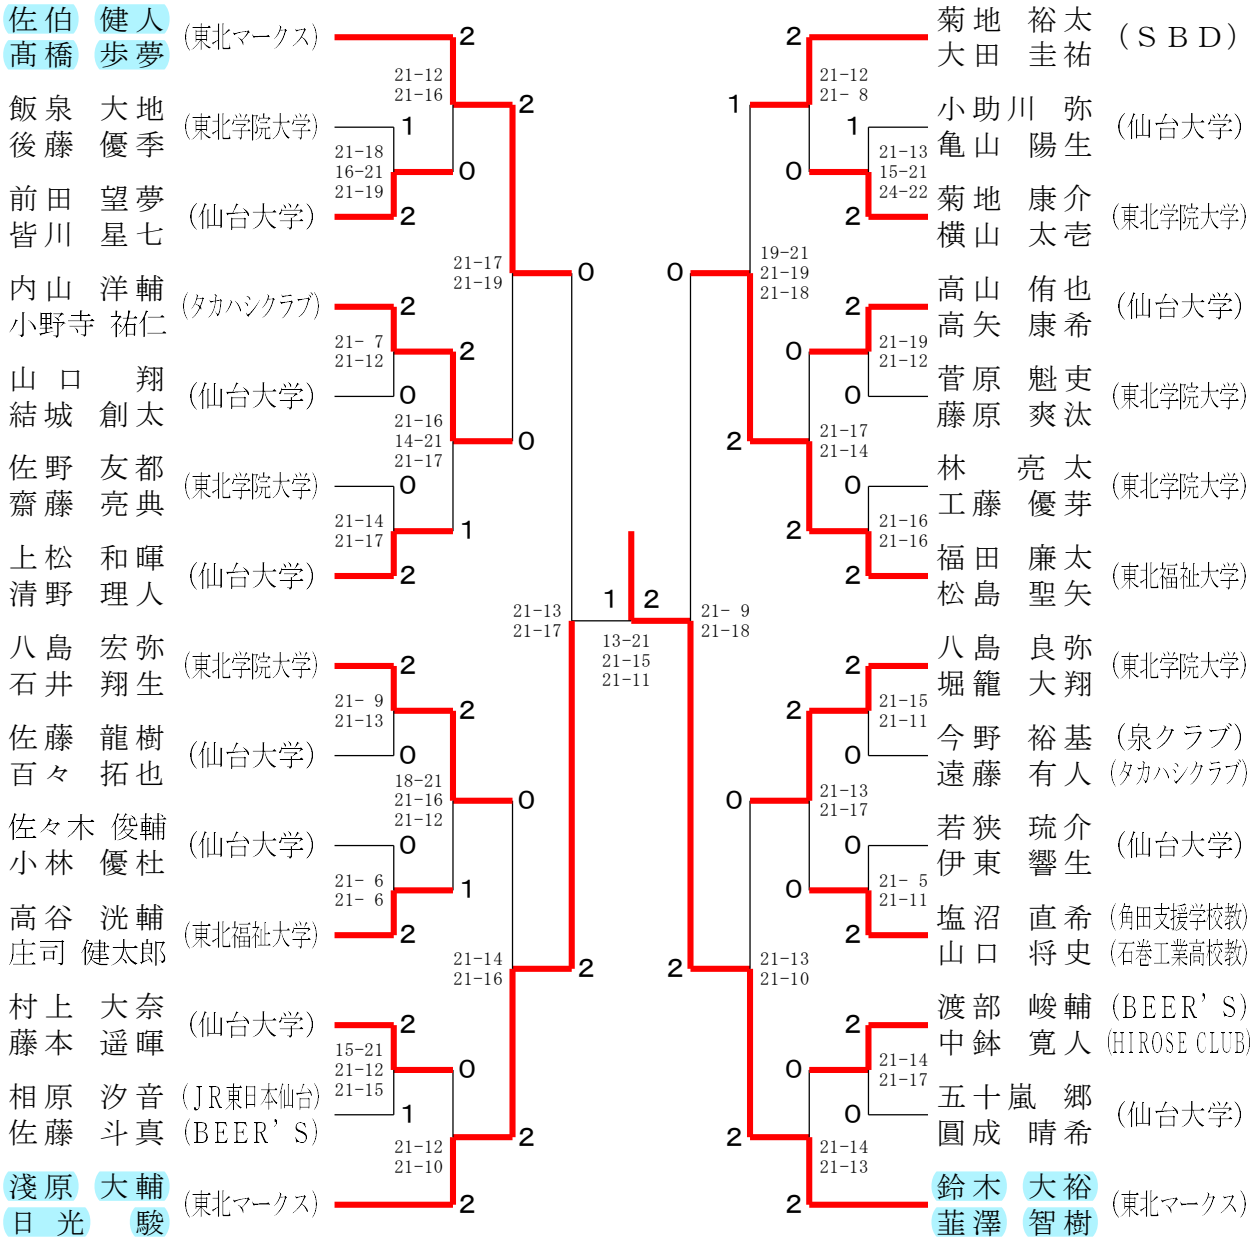 佐伯 健人
髙橋 歩夢
(東北マークス)
2
21-12
21-16
2
飯泉 大地
後藤 優季
(東北学院大学)
1
21-18
16-21
21-19
0
前田 望夢
皆川 星七
(仙台大学)
2
21-17
21-19
0
内山 洋輔
小野寺 祐仁
(タカハシクラブ)
2
21- 7
21-12
2
山口 翔
結城 創太
(仙台大学)
0
21-16
14-21
21-17
0
佐野 友都
齋藤 亮典
(東北学院大学)
0
21-14
21-17
1
上松 和暉
清野 理人
(仙台大学)
2
21-13
21-17
1
2
13-21
21-15
21-11
八島 宏弥
石井 翔生
(東北学院大学)
2
21- 9
21-13
2
佐藤 龍樹
百々 拓也
(仙台大学)
0
18-21
21-16
21-12
0
佐々木 俊輔
小林 優杜
(仙台大学)
0
21- 6
21- 6
1
高谷 洸輔
庄司 健太郎
(東北福祉大学)
2
21-14
21-16
2
村上 大奈
藤本 遥暉
(仙台大学)
2
15-21
21-12
21-15
0
相原 汐音
佐藤 斗真
(JR東日本仙台)
(BEER'S)
1
21-12
21-10
2
淺原 大輔
日光 駿
(東北マークス)
2
2
菊地 裕太
大田 圭祐
(SBD)
21-12
21- 8
1
1
小助川 弥
亀山 陽生
(仙台大学)
21-13
15-21
24-22
0
2
菊地 康介
横山 太壱
(東北学院大学)
19-21
21-19
21-18
0
2
高山 侑也
高矢 康希
(仙台大学)
21-19
21-12
0
0
菅原 魁吏
藤原 爽汰
(東北学院大学)
21-17
21-14
2
0
林 亮太
工藤 優芽
(東北学院大学)
21-16
21-16
2
2
福田 廉太
松島 聖矢
(東北福祉大学)
21- 9
21-18
2
八島 良弥
堀籠 大翔
(東北学院大学)
21-15
21-11
2
0
今野 裕基
遠藤 有人
(泉クラブ)
(タカハシクラブ)
21-13
21-17
0
0
若狭 琉介
伊東 響生
(仙台大学)
21- 5
21-11
0
2
塩沼 直希
山口 将史
(角田支援学校教)
(石巻工業高校教)
21-13
21-10
2
2
渡部 峻輔
中鉢 寛人
(BEER'S)
(HIROSE CLUB)
21-14
21-17
0
0
五十嵐 郷
圓成 晴希
(仙台大学)
21-14
21-13
2
2
鈴木 大裕
韮澤 智樹
(東北マークス)